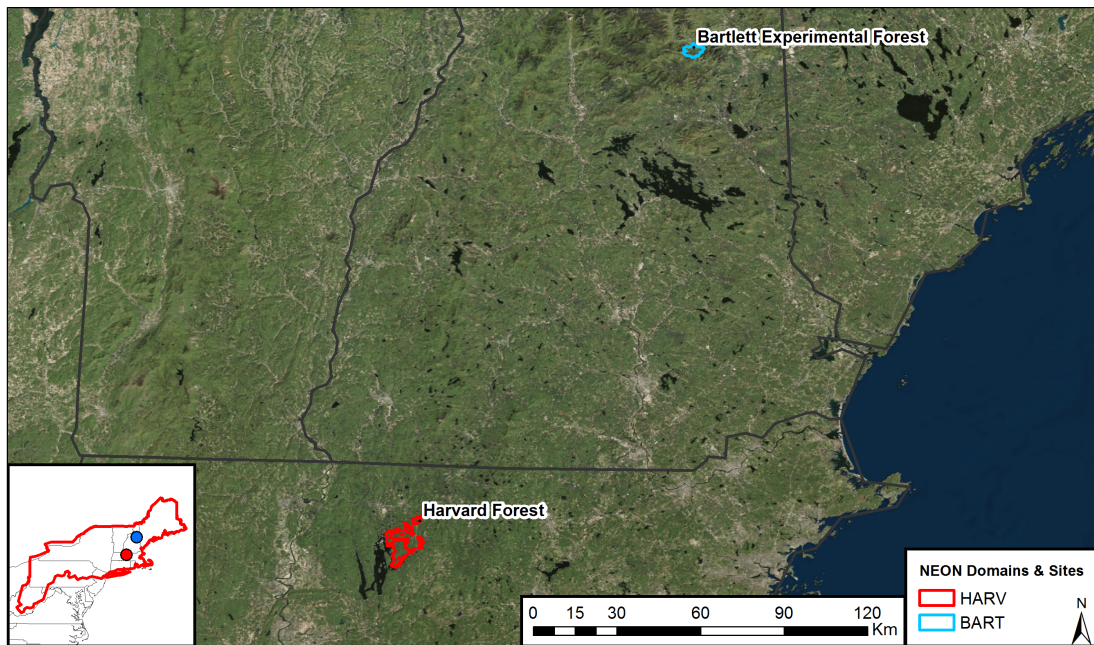 Bartlett Experimental Forest
Harvard Forest
0 15 30 60 90 120
Km
NEON Domains & Sites
HARV
BART
N